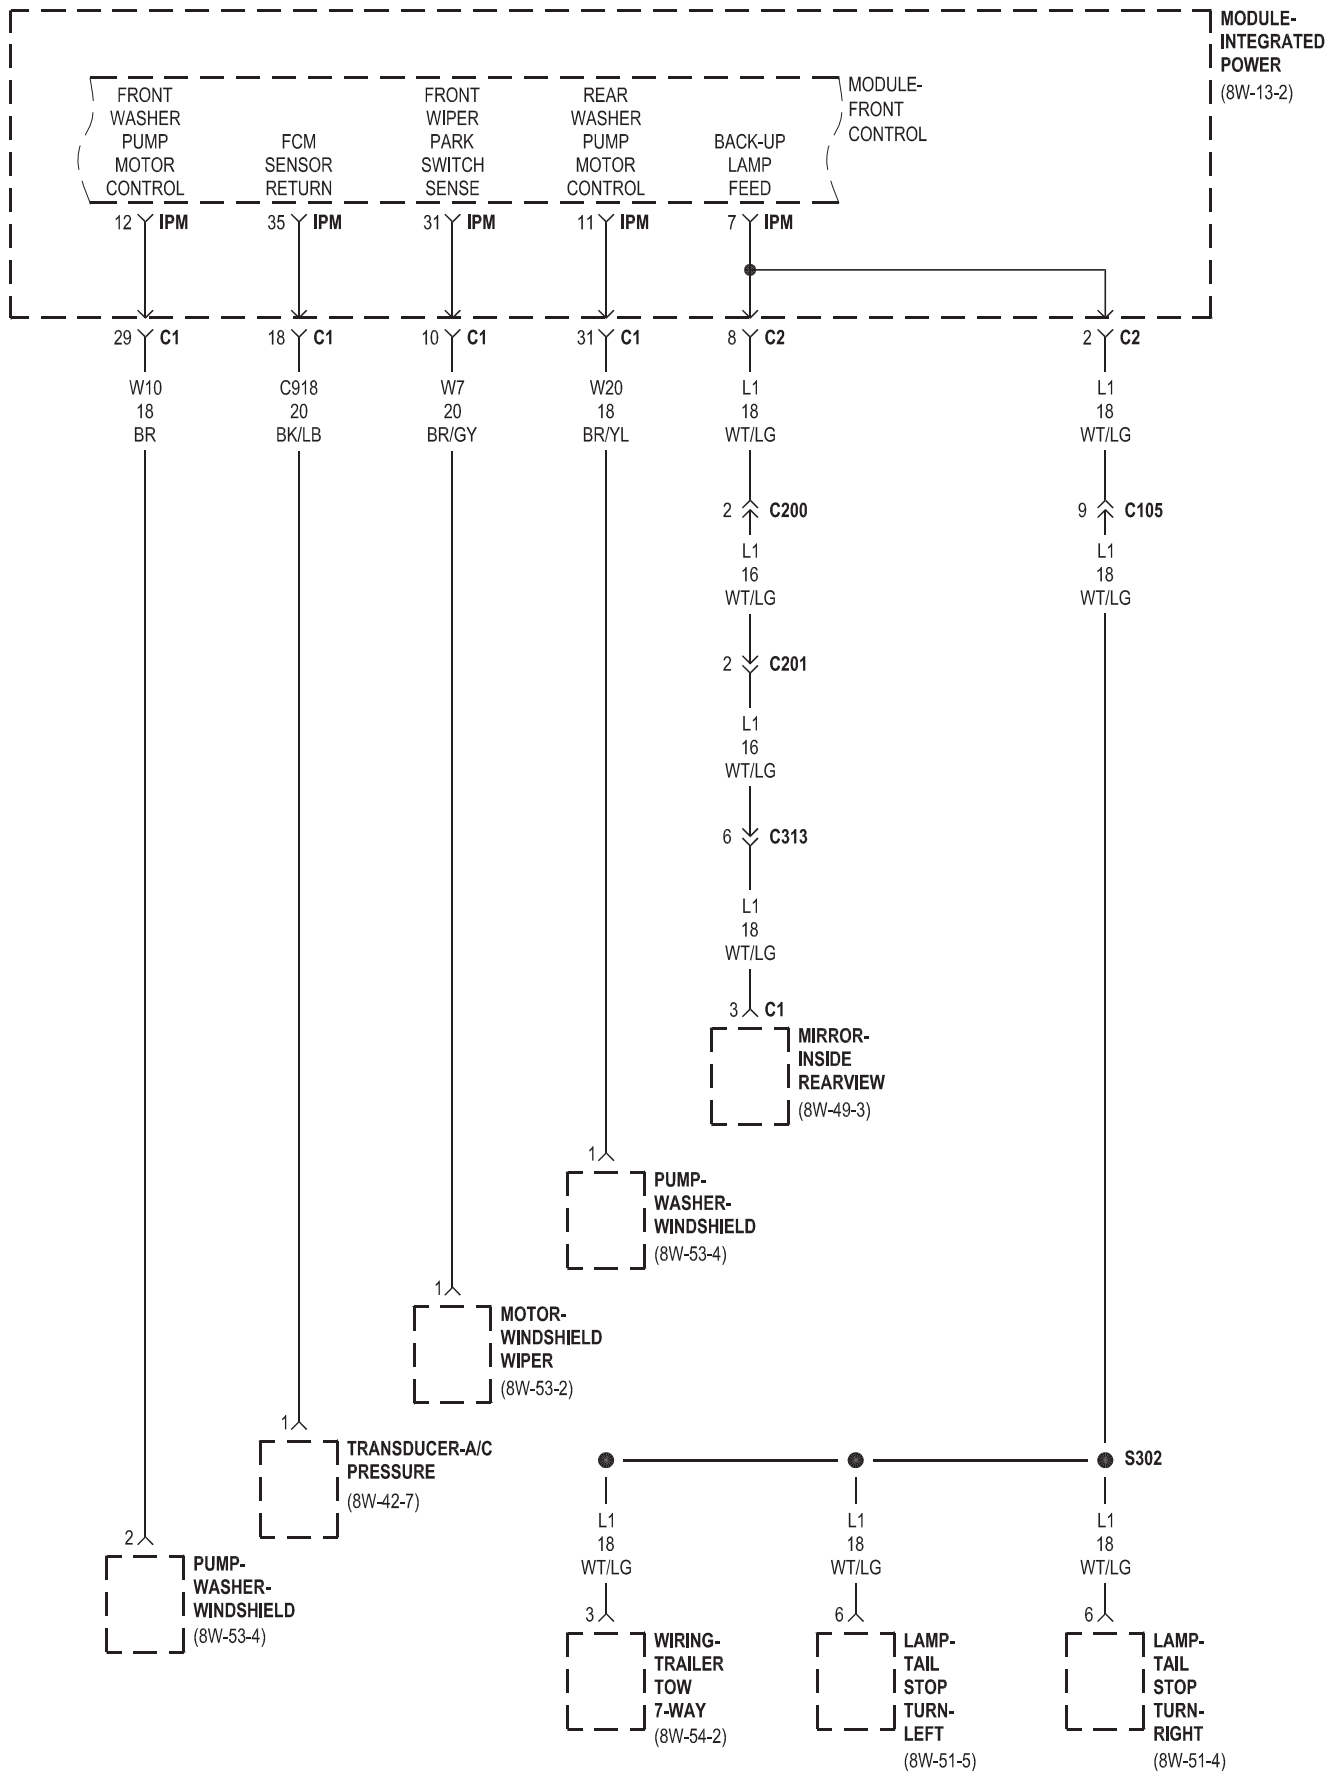 MODULE-
INTEGRATED
POWER
(8W-13-2)
MODULE-
FRONT
CONTROL
FRONT
WASHER
PUMP
MOTOR
CONTROL
FCM
SENSOR
RETURN
FRONT
WIPER
PARK
SWITCH
SENSE
REAR
WASHER
PUMP
MOTOR
CONTROL
BACK-UP
LAMP
FEED
12 IPM
35 IPM
31 IPM
11 IPM
7 IPM
29 C1
18 C1
10 C1
31 C1
8 C2
2 C2
W10
18
BR
C918
20
BK/LB
W7
20
BR/GY
W20
18
BR/YL
L1
18
WT/LG
L1
18
WT/LG
2 C200
9 C105
L1
16
WT/LG
L1
18
WT/LG
2 C201
L1
16
WT/LG
6 C313
L1
18
WT/LG
3 C1
MIRROR-
INSIDE
REARVIEW
(8W-49-3)
1
PUMP-
WASHER-
WINDSHIELD
(8W-53-4)
1
MOTOR-
WINDSHIELD
WIPER
(8W-53-2)
1
TRANSDUCER-A/C
PRESSURE
(8W-42-7)
2
PUMP-
WASHER-
WINDSHIELD
(8W-53-4)
S302
L1
18
WT/LG
L1
18
WT/LG
L1
18
WT/LG
3
WIRING-
TRAILER
TOW
7-WAY
(8W-54-2)
6
LAMP-
TAIL
STOP
TURN-
LEFT
(8W-51-5)
6
LAMP-
TAIL
STOP
TURN-
RIGHT
(8W-51-4)